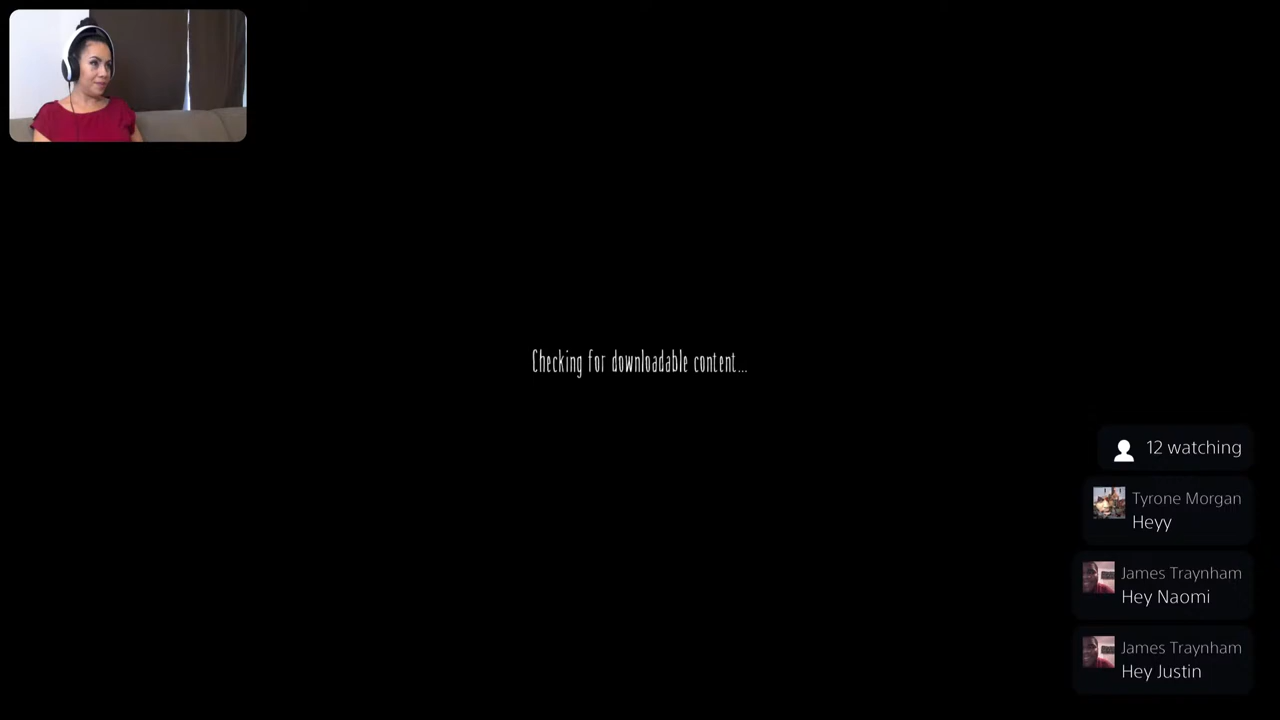 Checking for downloadable content...
12 watching
Tyrone Morgan
Heyy
James Traynham
Hey Naomi
James Traynham
Hey Justin